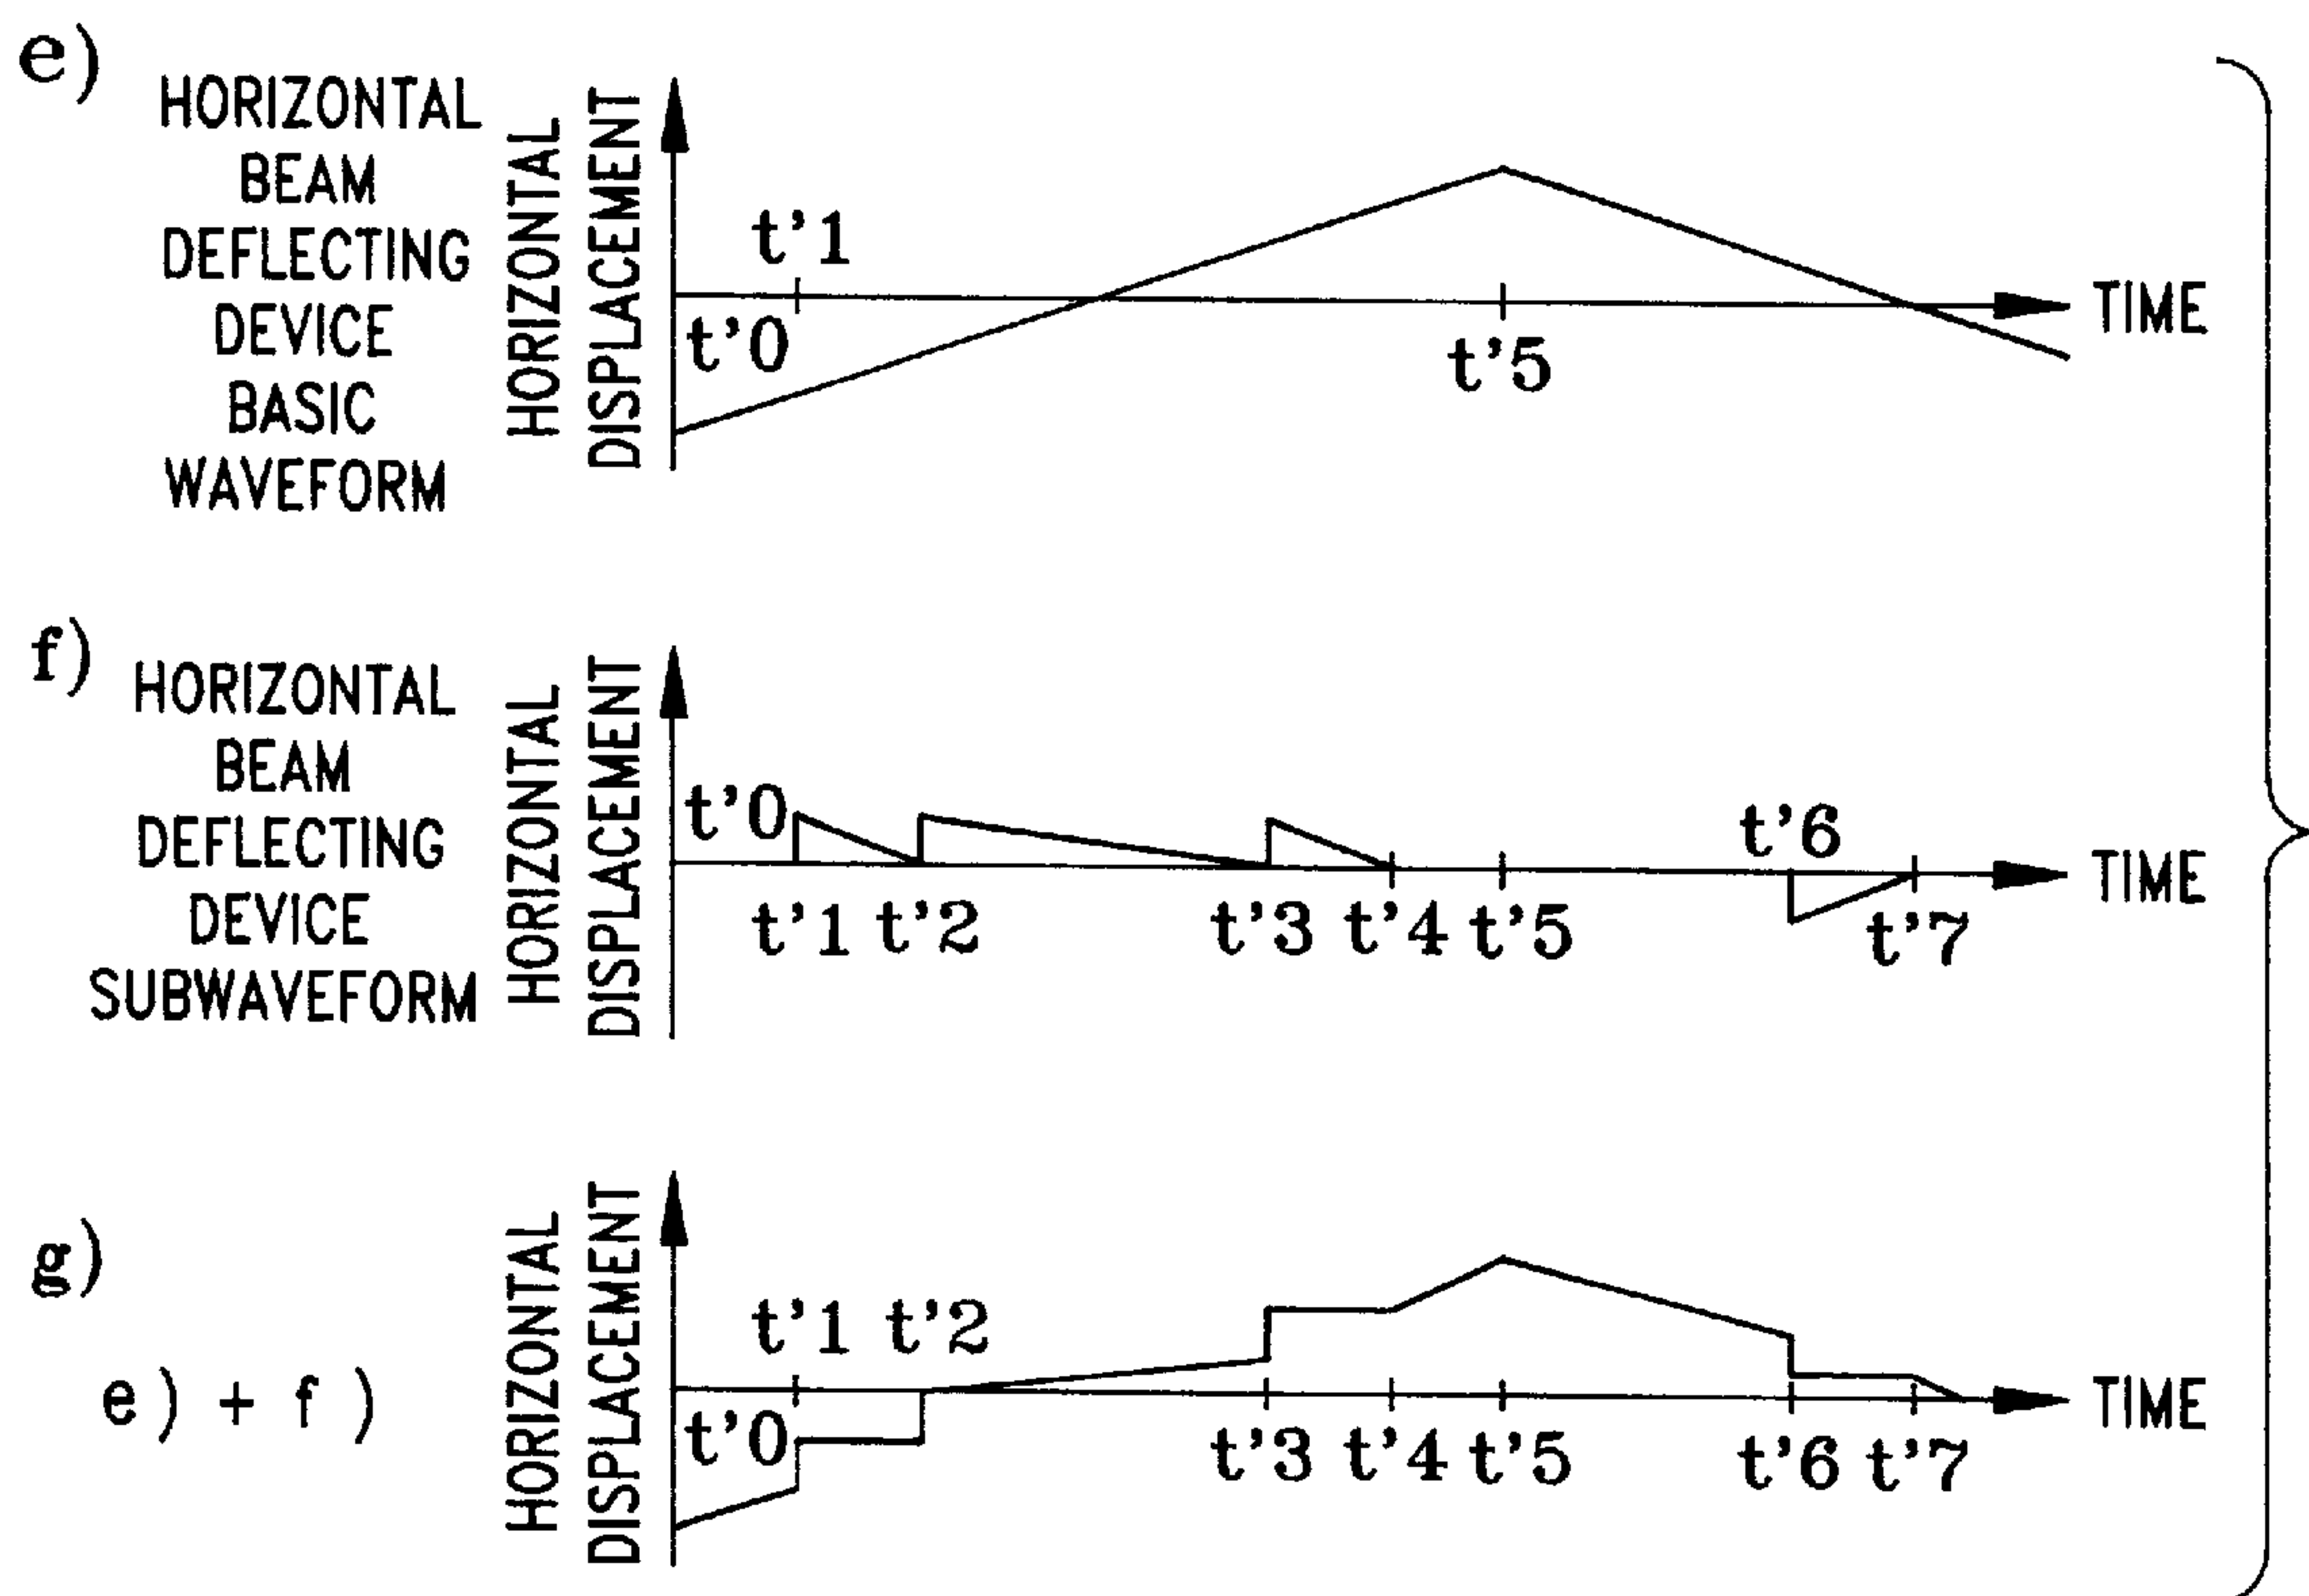 e)
HORIZONTAL
BEAM
DEFLECTING
DEVICE
BASIC
WAVEFORM
HORIZONTAL
DISPLACEMENT
t'1
t'0
t'5
TIME
f)
HORIZONTAL
BEAM
DEFLECTING
DEVICE
SUBWAVEFORM
HORIZONTAL
DISPLACEMENT
t'0
t'6
t'1 t'2 t'3 t'4 t'5
t'7
TIME
g)
e) + f)
HORIZONTAL
DISPLACEMENT
t'1 t'2
t'0
t'3 t'4 t'5 t'6 t'7
TIME